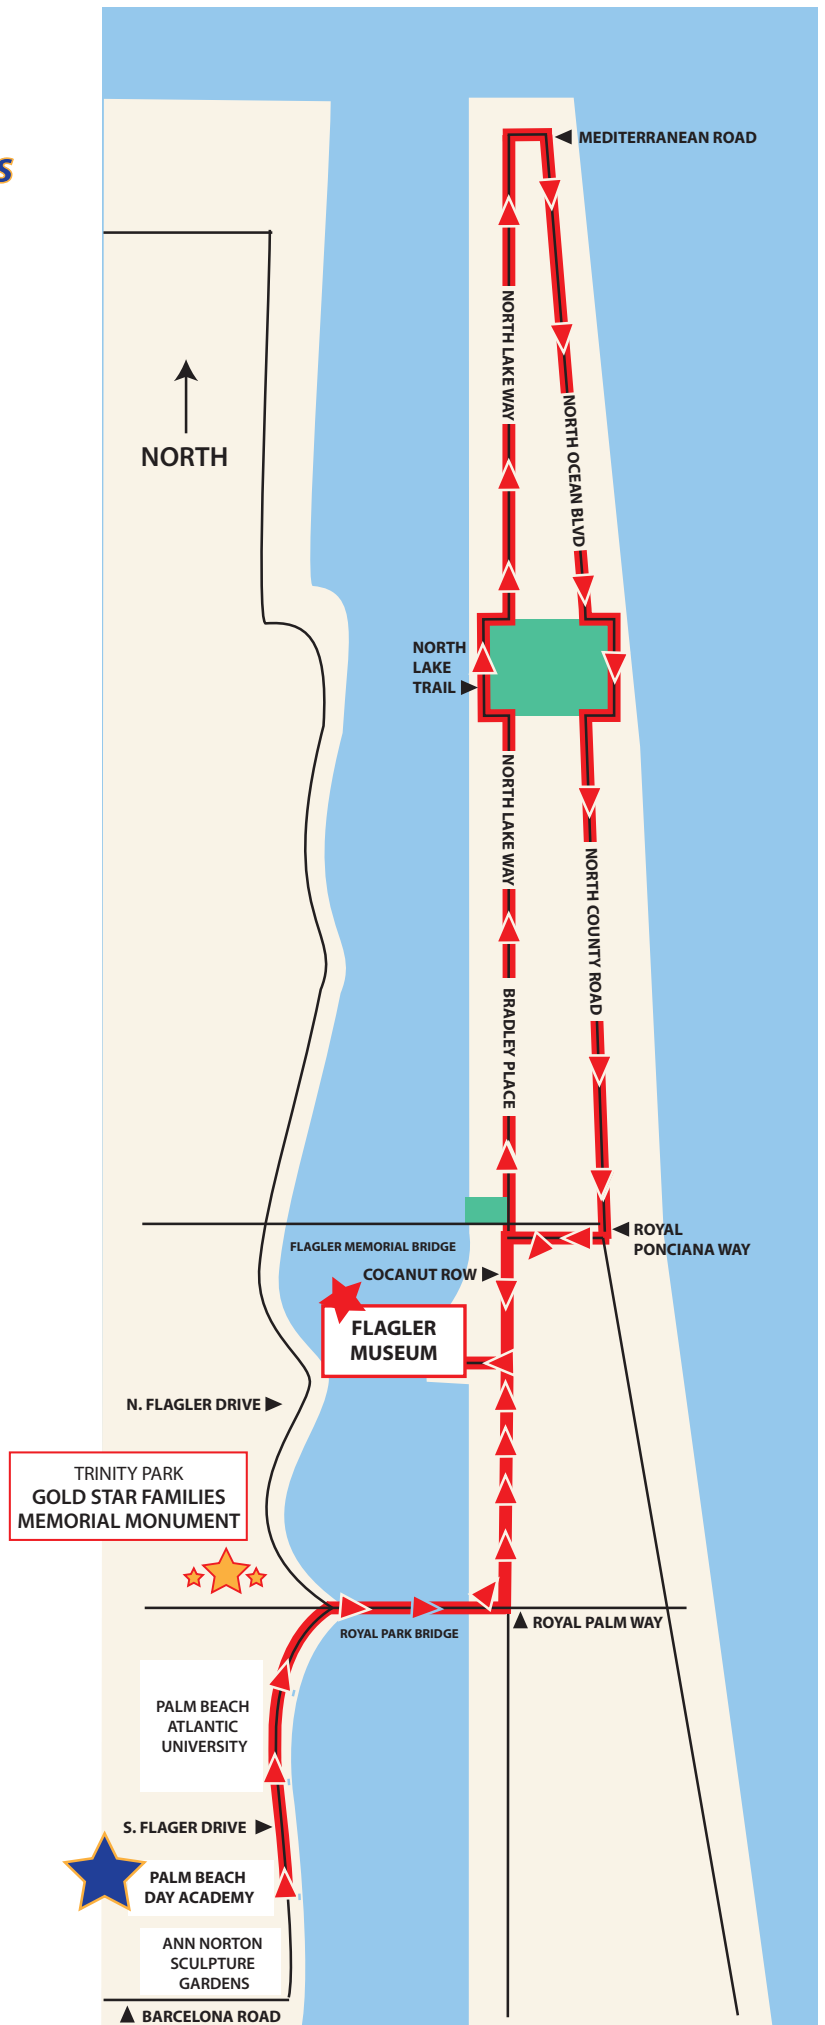 s
MEDITERRANEAN ROAD
NORTH LAKE WAY
NORTH OCEAN BLVD
NORTH
NORTH
LAKE
TRAIL
NORTH LAKE WAY
NORTH COUNTY ROAD
BRADLEY PLACE
ROYAL
PONCIANA WAY
FLAGLER MEMORIAL BRIDGE
COCANUT ROW
FLAGLER
MUSEUM
N. FLAGLER DRIVE
TRINITY PARK
GOLD STAR FAMILIES
MEMORIAL MONUMENT
ROYAL PALM WAY
ROYAL PARK BRIDGE
PALM BEACH
ATLANTIC
UNIVERSITY
S. FLAGER DRIVE
PALM BEACH
DAY ACADEMY
ANN NORTON
SCULPTURE
GARDENS
BARCELONA ROAD